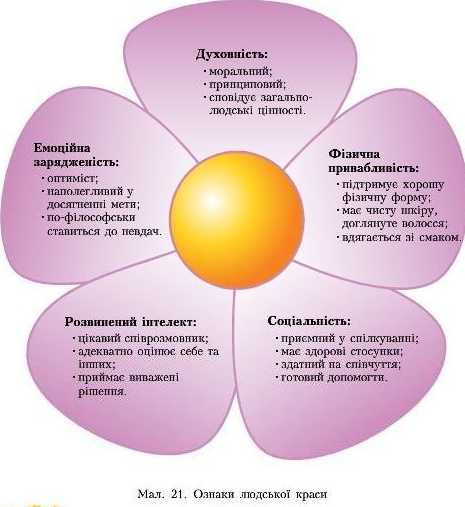 Духовність:
· моральний;
· принциповий;
· сповідує загально-
людські цінності.
Емоційна
зарядженість:
· оптиміст;
· наполегливий у
досягненні мети;
· по-філософськи
ставиться до невдач.
Фізична
привабливість:
· підтримує хорошу
фізичну форму;
· має чисту шкіру,
доглянуте волосся;
· вдягається зі смаком.
Розвинений інтелект:
· цікавий співрозмовник;
· адекватно оцінює себе та
інших;
· приймає виважені
рішення.
Соціальність:
· приємний у спілкуванні;
· має здорові стосунки;
· здатний на співчуття;
· готовий допомогти.
Мал. 21. Ознаки людської краси